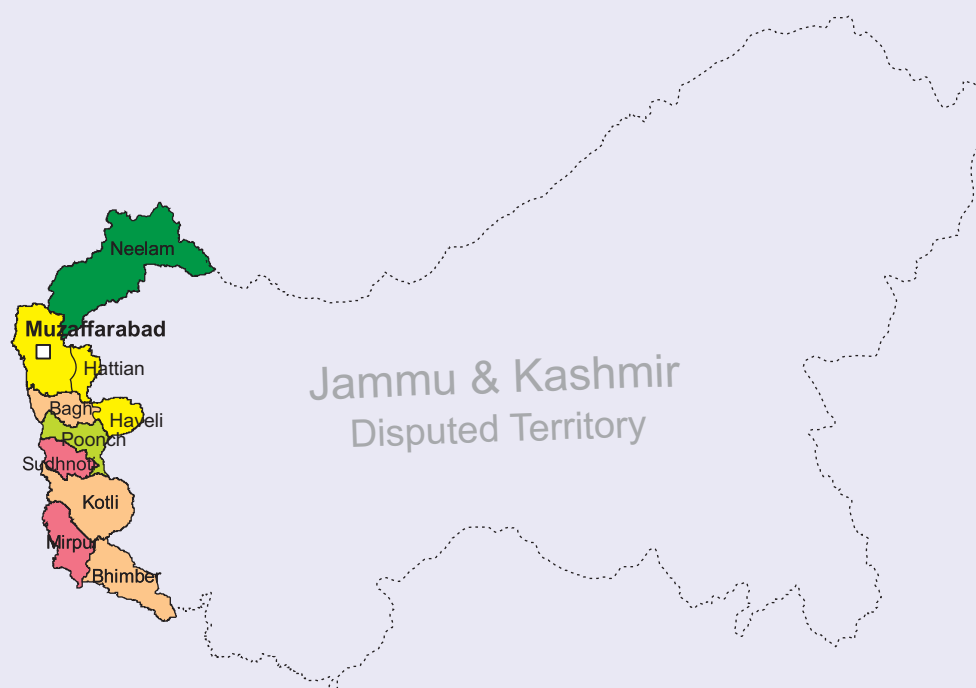 Neelam
Muzaffarabad
Hattian
Jammu & Kashmir
Disputed Territory
Bagh
Haveli
Poonch
Sudhnoti
Kotli
Mirpur
Bhimber